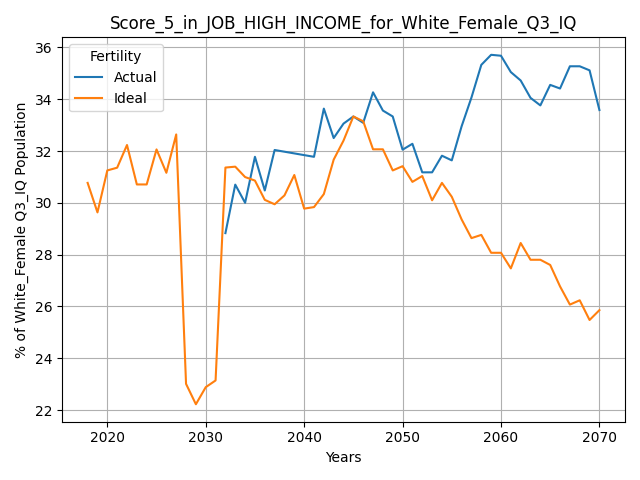 Score_5_in_JOB_HIGH_INCOME_for_White_Female_Q3_IQ
Fertility
Actual
Ideal
% of White_Female Q3_IQ Population
36
34
32
30
28
26
24
22
2020
2030
2040
2050
2060
2070
Years